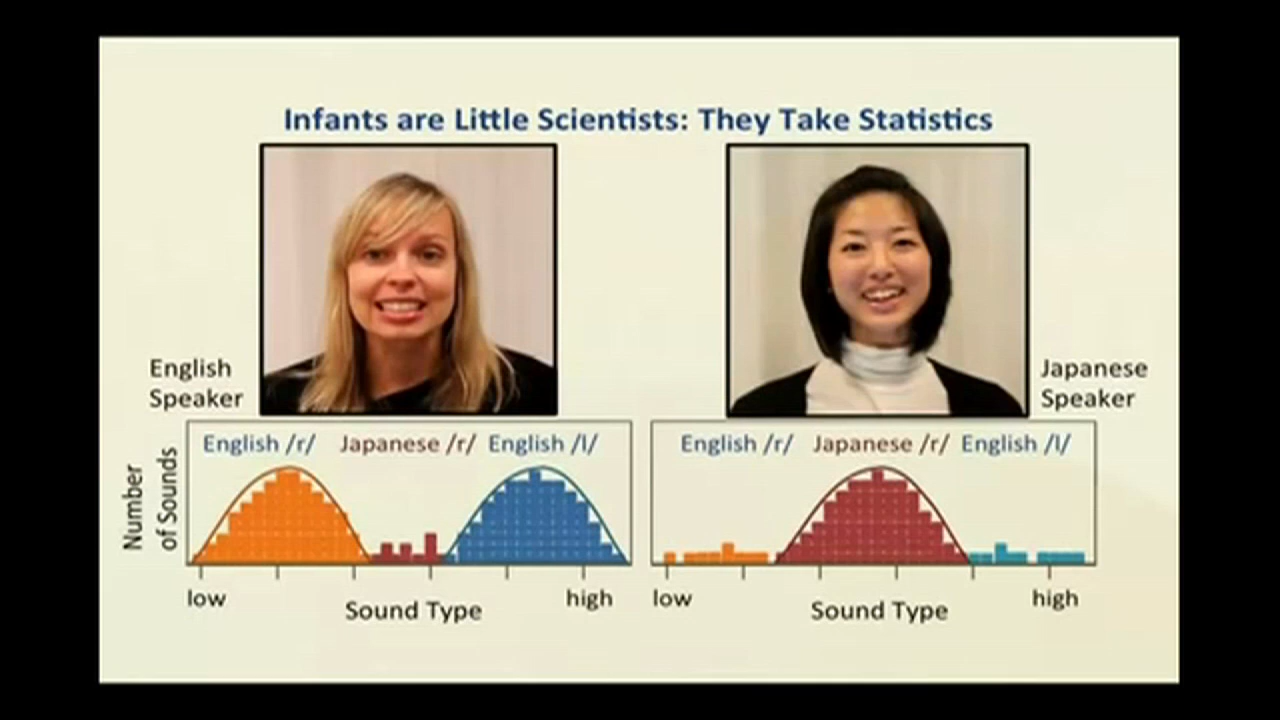 Infants are Little Scientists: They Take Statistics
English
Speaker
Japanese
Speaker
English /r/ Japanese /r/ English /l/
English /r/ Japanese /r/ English /l/
Number
of Sounds
low
Sound Type
high
low
Sound Type
high